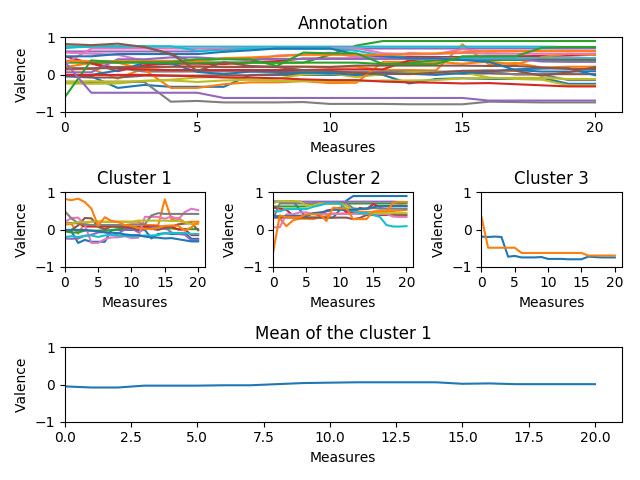 Annotation
Valence
1
0
−1
0 5 10 15 20
Measures
Cluster 1 Cluster 2 Cluster 3
Valence Valence Valence
1 1 1
0 0 0
−1 −1 −1
0 5 10 15 20 0 5 10 15 20 0 5 10 15 20
Measures Measures Measures
Mean of the cluster 1
Valence
1
0
−1
0.0 2.5 5.0 7.5 10.0 12.5 15.0 17.5 20.0
Measures